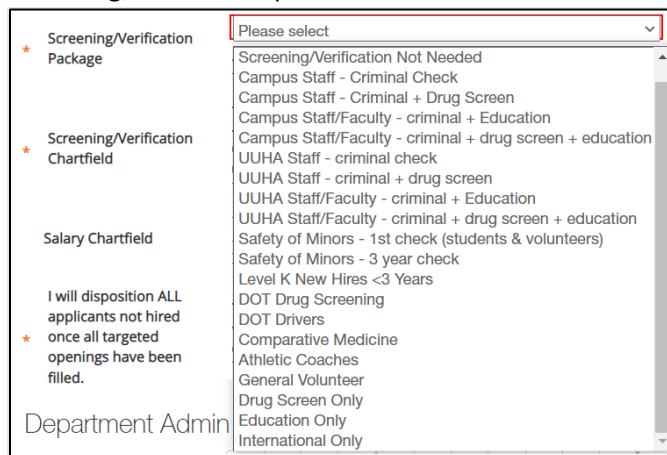 Please select
Screening/Verification
Package
Screening/Verification Not Needed
Campus Staff - Criminal Check
Campus Staff - Criminal + Drug Screen
Campus Staff/Faculty - criminal + Education
Campus Staff/Faculty - criminal + drug screen + education
UUHA Staff - criminal check
UUHA Staff - criminal + drug screen
UUHA Staff/Faculty - criminal + Education
UUHA Staff/Faculty - criminal + drug screen + education
Safety of Minors - 1st check (students & volunteers)
Safety of Minors - 3 year check
Level K New Hires <3 Years
DOT Drug Screening
DOT Drivers
Comparative Medicine
Athletic Coaches
General Volunteer
Drug Screen Only
Education Only
International Only
* Screening/Verification
Chartfield
Salary Chartfield
I will disposition ALL
applicants not hired
* once all targeted
openings have been
filled.
Department Admin